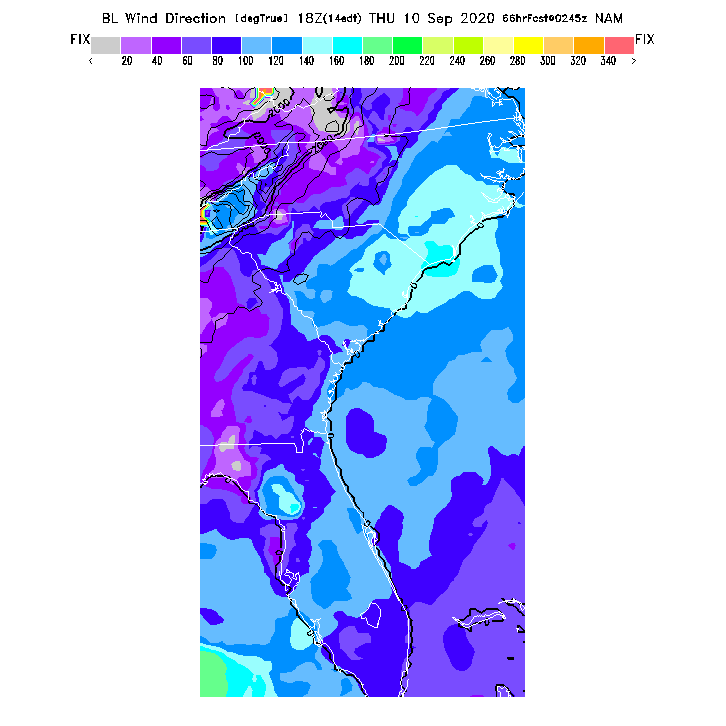 BL Wind Direction [degTrue] 18Z(14edt) THU 10 Sep 2020 66hrFcst@0245z NAM
FIX FIX
< 20 40 60 80 100 120 140 160 180 200 220 240 260 280 300 320 340 >